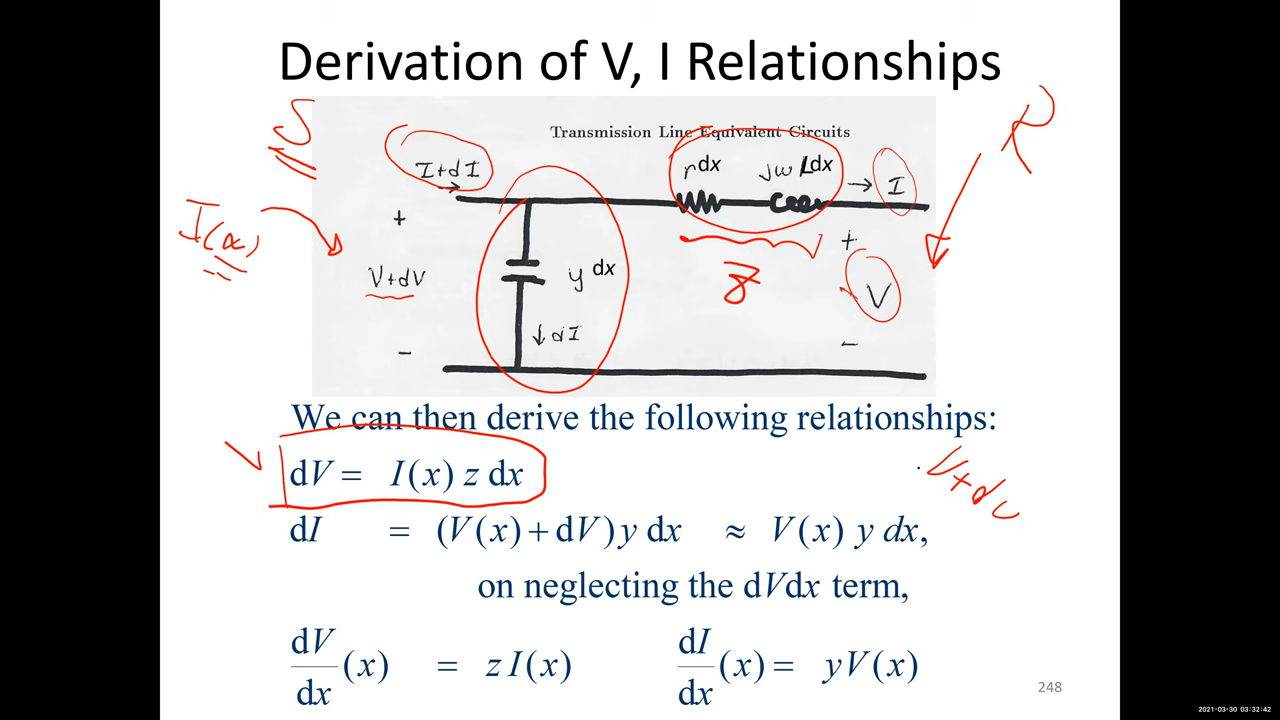 Derivation of V, I Relationships
S
R
Transmission Line Equivalent Circuits
I+dI
r dx
jωLdx
→ I
I(x)
+
+
V+dV
y dx
z
V
↓ dI
−
−
We can then derive the following relationships:
dV = I(x) z dx
V+dV
dI = (V(x) + dV) y dx ≈ V(x) y dx,
on neglecting the dVdx term,
dV/dx (x) = z I(x) dI/dx (x) = yV(x)
248
2021-03-30 03:32:42